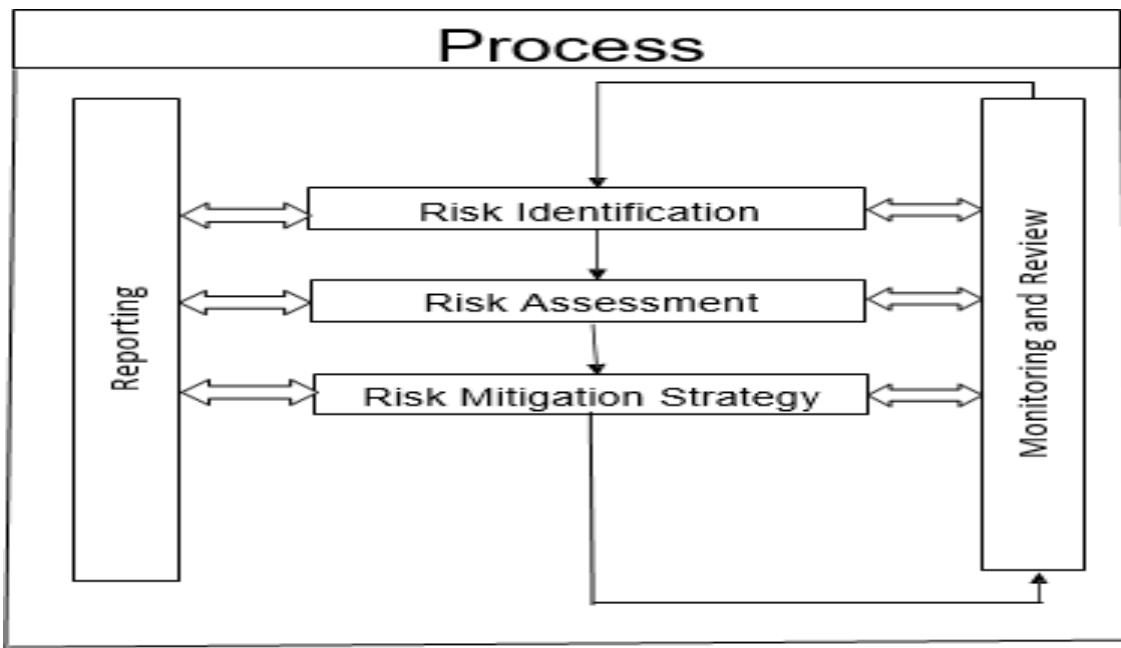 Process
Reporting
Risk Identification
Risk Assessment
Risk Mitigation Strategy
Monitoring and Review